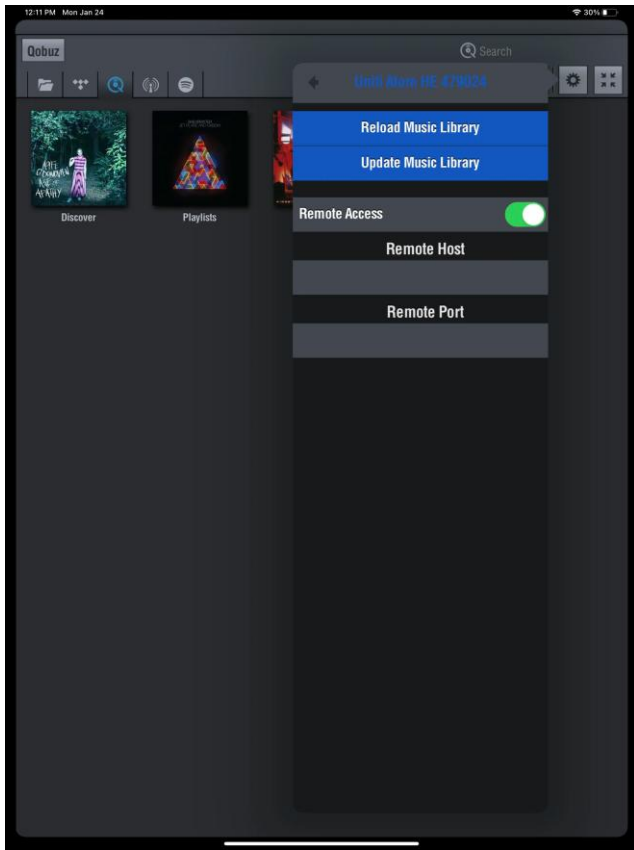 12:11 PM Mon Jan 24
30%
Qobuz
Search
Reload Music Library
Update Music Library
Discover
Playlists
Remote Access
Remote Host
Remote Port